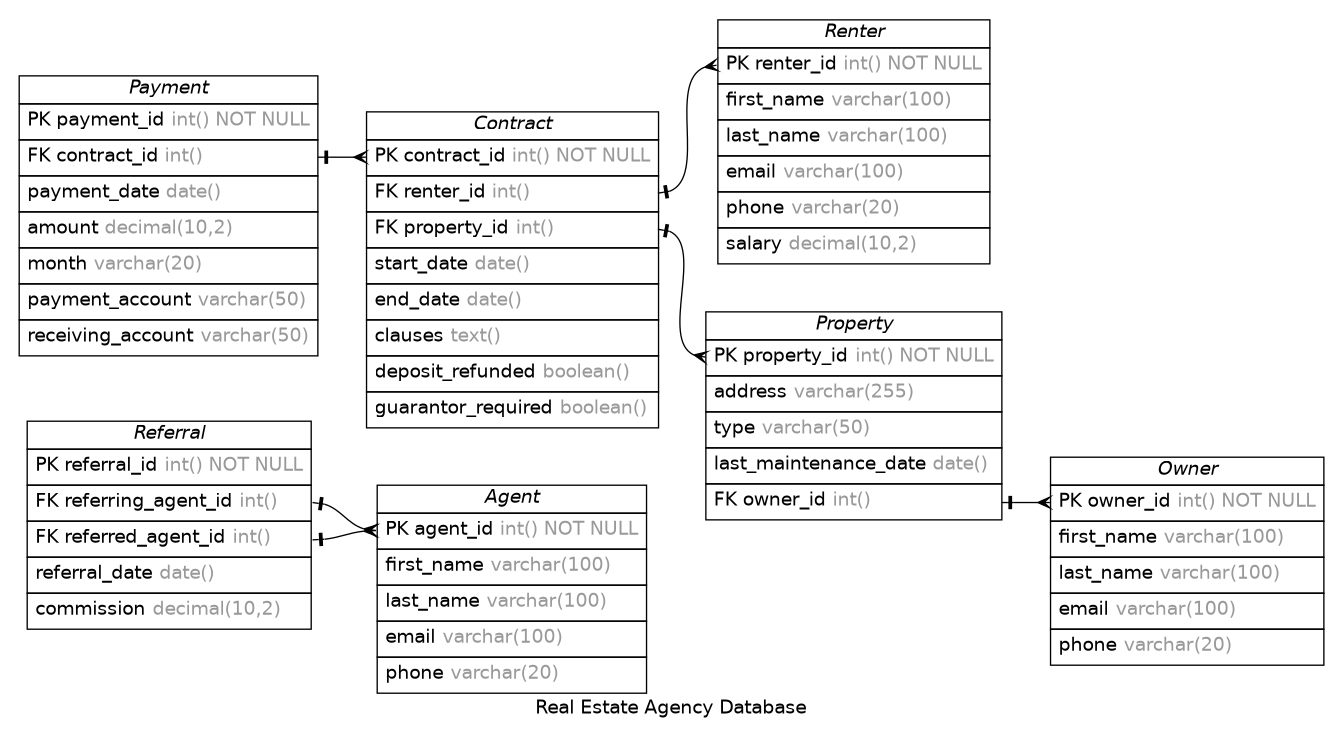 Payment
PK payment_id int() NOT NULL
FK contract_id int()
payment_date date()
amount decimal(10,2)
month varchar(20)
payment_account varchar(50)
receiving_account varchar(50)
Contract
PK contract_id int() NOT NULL
FK renter_id int()
FK property_id int()
start_date date()
end_date date()
clauses text()
deposit_refunded boolean()
guarantor_required boolean()
Renter
PK renter_id int() NOT NULL
first_name varchar(100)
last_name varchar(100)
email varchar(100)
phone varchar(20)
salary decimal(10,2)
Property
PK property_id int() NOT NULL
address varchar(255)
type varchar(50)
last_maintenance_date date()
FK owner_id int()
Owner
PK owner_id int() NOT NULL
first_name varchar(100)
last_name varchar(100)
email varchar(100)
phone varchar(20)
Referral
PK referral_id int() NOT NULL
FK referring_agent_id int()
FK referred_agent_id int()
referral_date date()
commission decimal(10,2)
Agent
PK agent_id int() NOT NULL
first_name varchar(100)
last_name varchar(100)
email varchar(100)
phone varchar(20)
Real Estate Agency Database